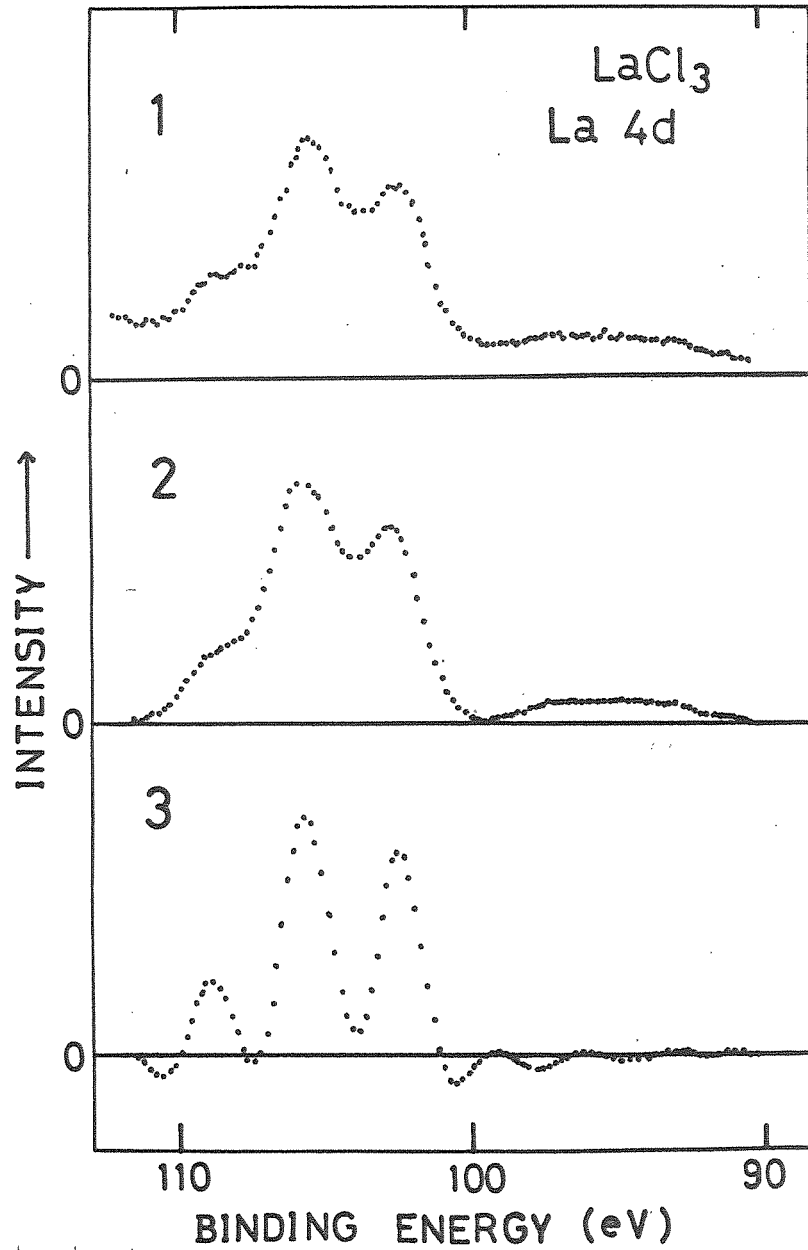 LaCl₃
La 4d
1
0
2
0
3
0
INTENSITY →
110 100 90
BINDING ENERGY (eV)